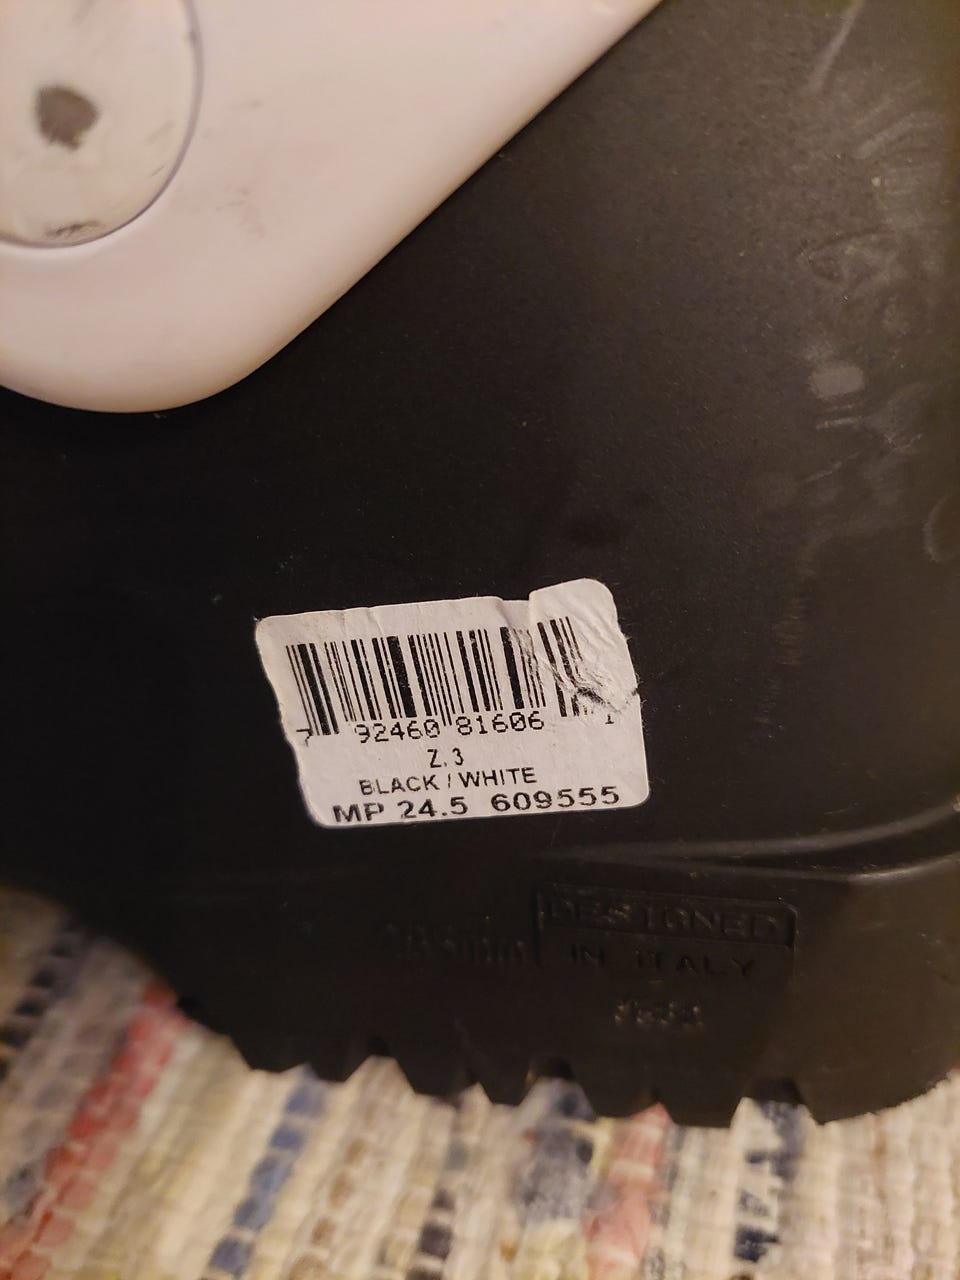 7 92460 81606 1
Z.3
BLACK / WHITE
MP 24.5 609555
DESIGNED
IN ITALY